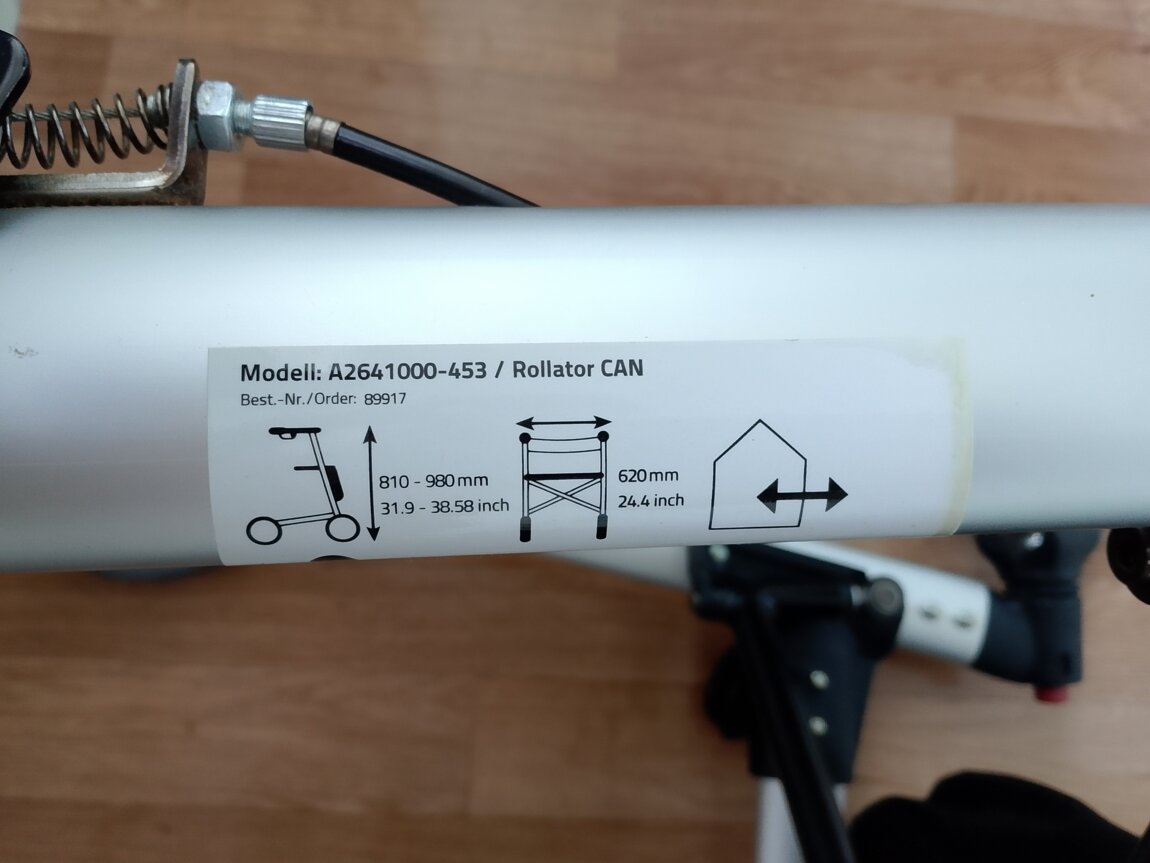 Modell: A2641000-453 / Rollator CAN
Best.-Nr./Order: 89917
810 - 980 mm
31.9 - 38.58 inch
620 mm
24.4 inch